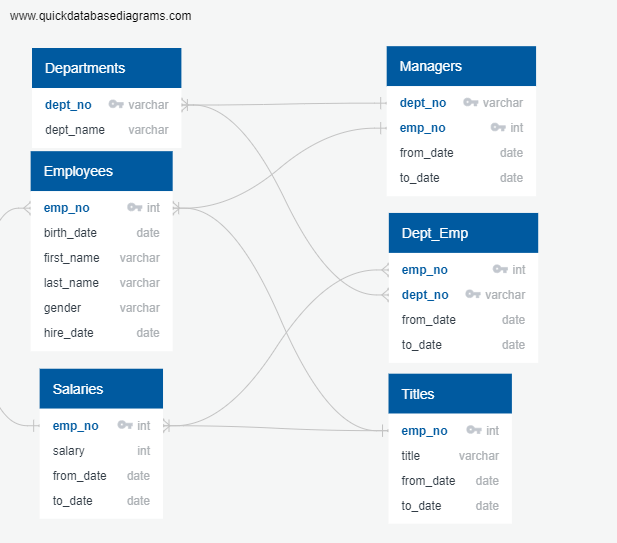 www.quickdatabasediagrams.com
Departments
dept_no varchar
dept_name varchar
Employees
emp_no int
birth_date date
first_name varchar
last_name varchar
gender varchar
hire_date date
Salaries
emp_no int
salary int
from_date date
to_date date
Managers
dept_no varchar
emp_no int
from_date date
to_date date
Dept_Emp
emp_no int
dept_no varchar
from_date date
to_date date
Titles
emp_no int
title varchar
from_date date
to_date date